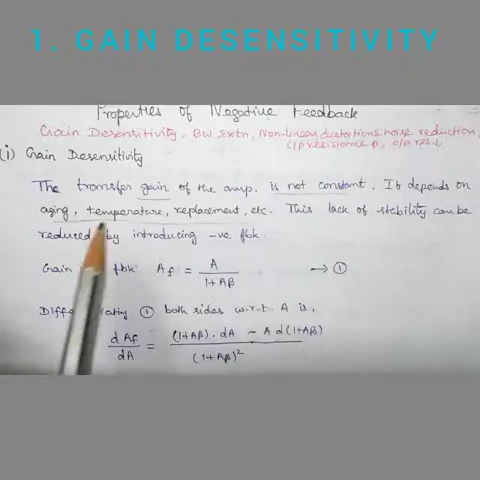 1. GAIN DESENSITIVITY
Properties of Negative Feedback
Gain Desensitivity, BW Extn, Non-linear distortions noise reduction,
i/p resistance ↑, o/p res ↓
(i) Gain Desensitivity
The transfer gain of the amp. is not constant. It depends on
aging, temperature, replacement, etc. This lack of stability can be
reduced by introducing -ve fbk.
Gain fbk Af = A / 1+Aβ → ①
① both sides w.r.t. A is,
dAf / dA = (1+Aβ). dA - A d(1+Aβ) / (1+Aβ)²